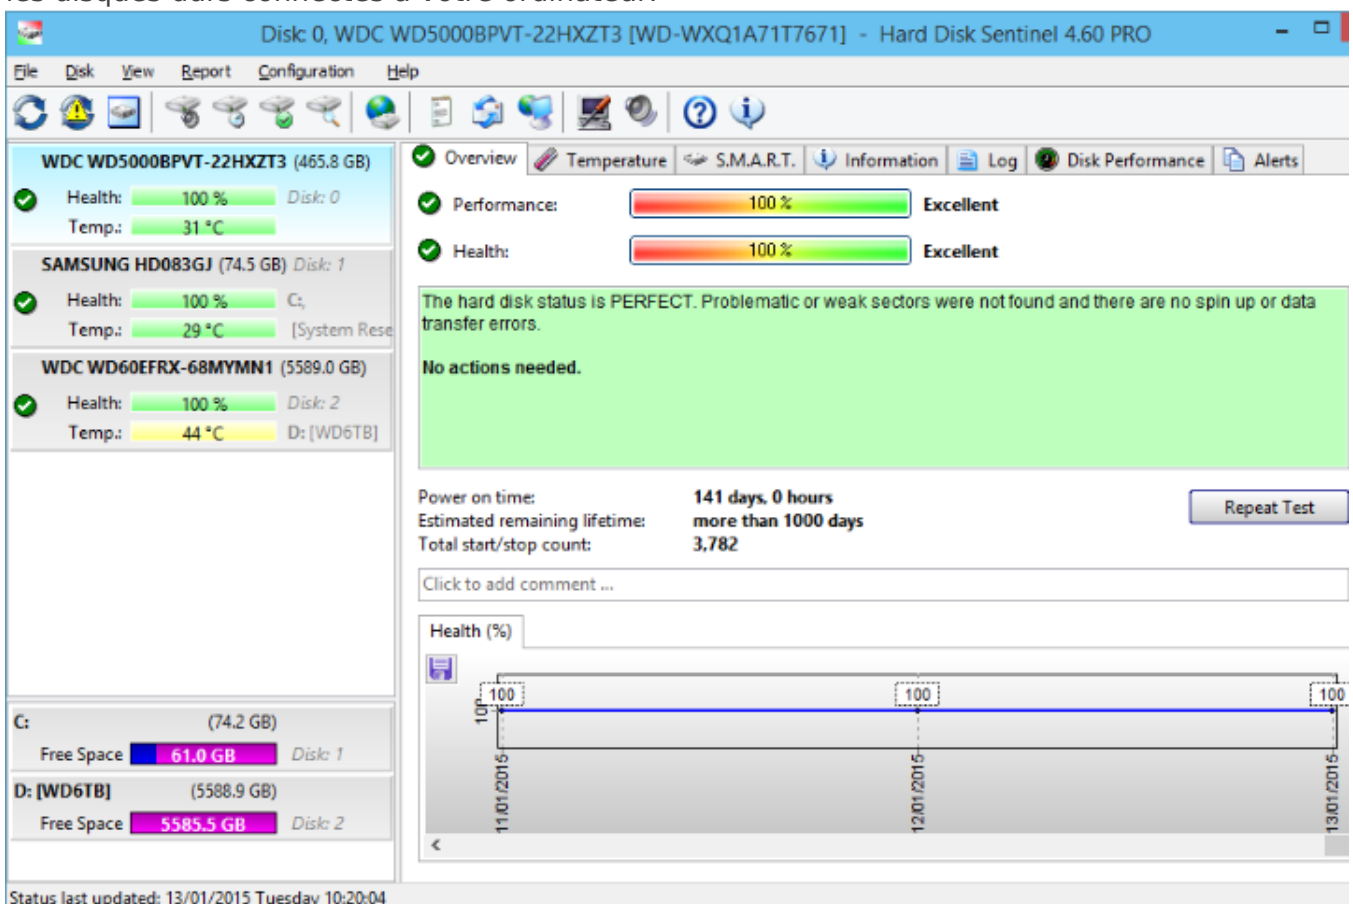 les disques durs connectés à votre ordinateur.
Disk: 0, WDC WD5000BPVT-22HXZT3 [WD-WXQ1A71T7671] - Hard Disk Sentinel 4.60 PRO
File Disk View Report Configuration Help
WDC WD5000BPVT-22HXZT3 (465.8 GB)
Health: 100 % Disk: 0
Temp.: 31 °C
SAMSUNG HD083GJ (74.5 GB) Disk: 1
Health: 100 % C:,
Temp.: 29 °C [System Rese
WDC WD60EFRX-68MYMN1 (5589.0 GB)
Health: 100 % Disk: 2
Temp.: 44 °C D: [WD6TB]
C: (74.2 GB)
Free Space 61.0 GB Disk: 1
D: [WD6TB] (5588.9 GB)
Free Space 5585.5 GB Disk: 2
Overview Temperature S.M.A.R.T. Information Log Disk Performance Alerts
Performance: 100 % Excellent
Health: 100 % Excellent
The hard disk status is PERFECT. Problematic or weak sectors were not found and there are no spin up or data
transfer errors.
No actions needed.
Power on time: 141 days, 0 hours
Estimated remaining lifetime: more than 1000 days
Total start/stop count: 3,782
Repeat Test
Click to add comment ...
Health (%)
100
100 100 100
11/01/2015 12/01/2015 13/01/2015
Status last updated: 13/01/2015 Tuesday 10:20:04